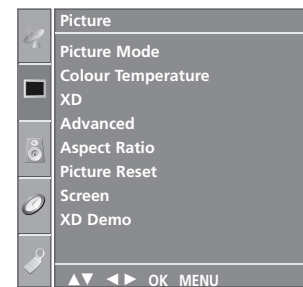 Picture
Picture Mode
Colour Temperature
XD
Advanced
Aspect Ratio
Picture Reset
Screen
XD Demo
▲▼ ◄► OK MENU